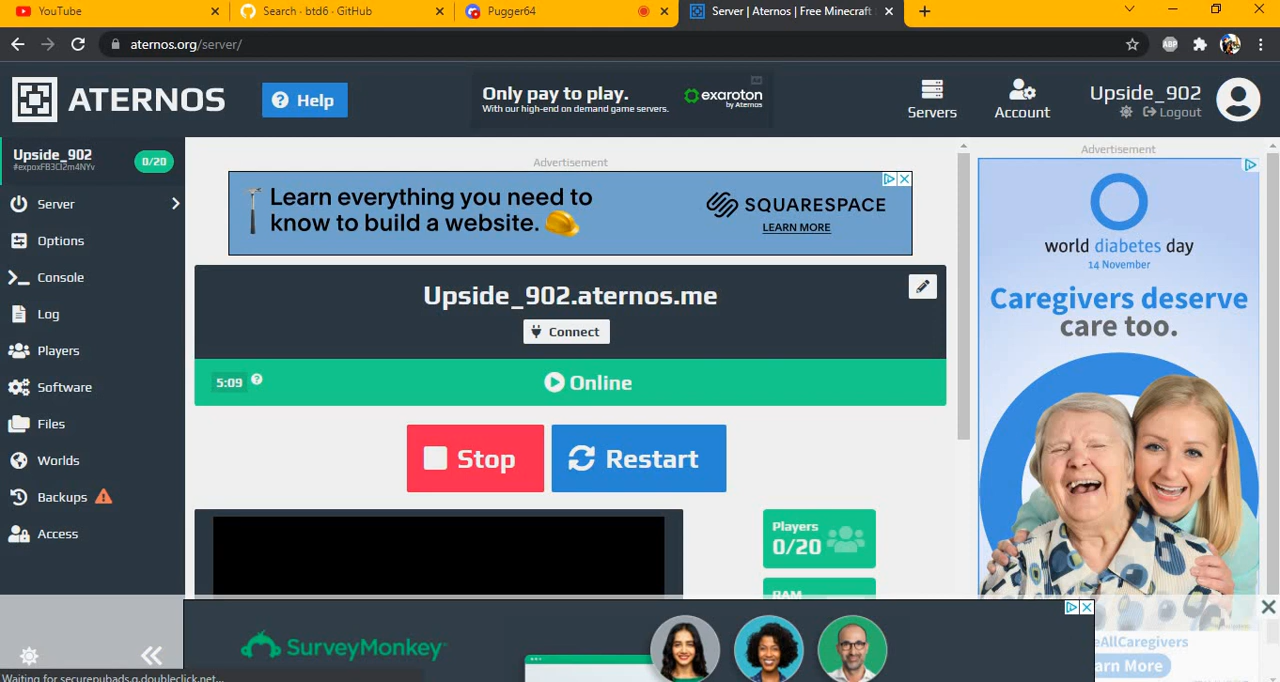 YouTube
Search · btd6 · GitHub
Pugger64
Server | Aternos | Free Minecraft
aternos.org/server/
ABP
ATERNOS
Help
Only pay to play.
With our high-end on demand game servers.
exaroton
by Aternos
Ad
Servers
Account
Upside_902
Logout
Upside_902
0/20
Server
Options
Console
Log
Players
Software
Files
Worlds
Backups
Access
Advertisement
Learn everything you need to
know to build a website.
SQUARESPACE
LEARN MORE
Upside_902.aternos.me
Connect
5:09
Online
Stop
Restart
Players
0/20
RAM
Advertisement
world diabetes day
14 November
Caregivers deserve
care too.
eAllCaregivers
arn More
SurveyMonkey
Waiting for securepubads.g.doubleclick.net...